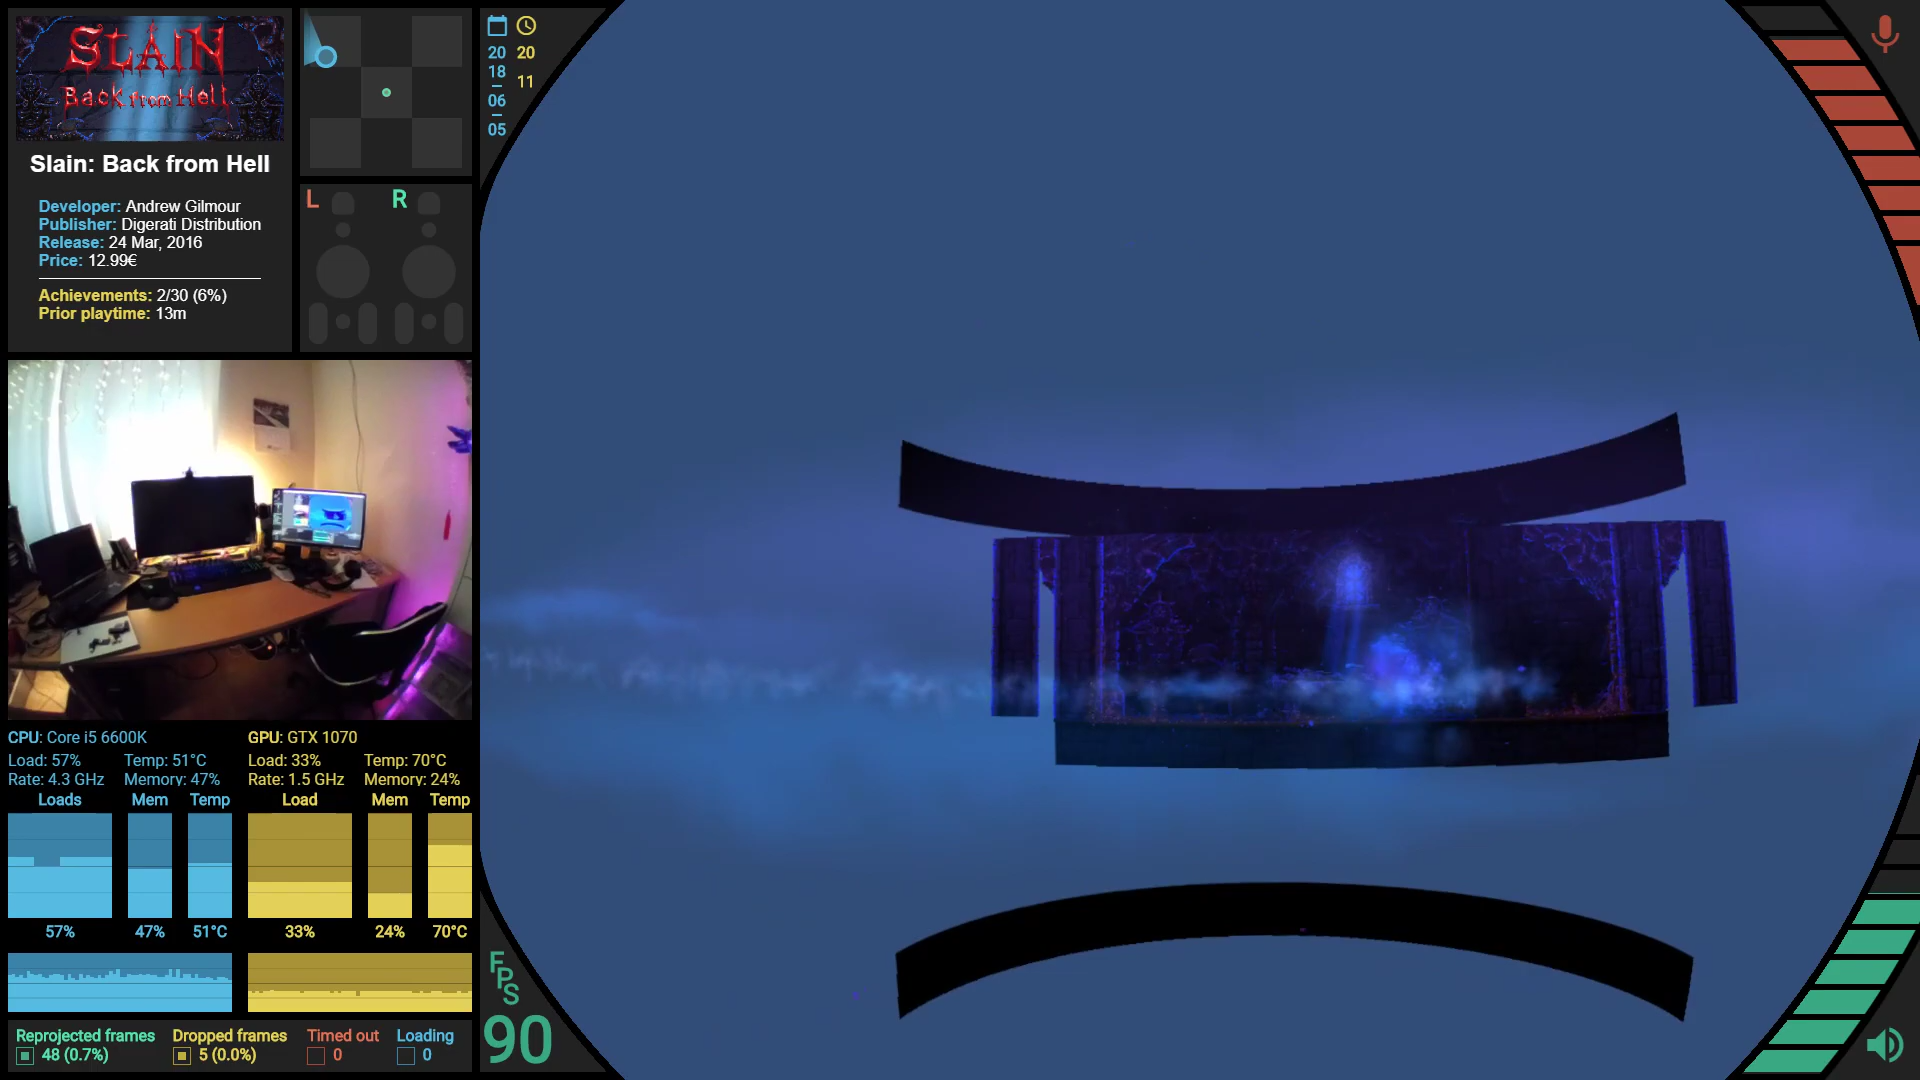 SLAIN
Back from Hell
Slain: Back from Hell
Developer: Andrew Gilmour
Publisher: Digerati Distribution
Release: 24 Mar, 2016
Price: 12.99€
Achievements: 2/30 (6%)
Prior playtime: 13m
L
R
20 20
18 11
–
06
–
05
CPU: Core i5 6600K
Load: 57% Temp: 51°C
Rate: 4.3 GHz Memory: 47%
Loads Mem Temp
57% 47% 51°C
GPU: GTX 1070
Load: 33% Temp: 70°C
Rate: 1.5 GHz Memory: 24%
Load Mem Temp
33% 24% 70°C
Reprojected frames Dropped frames Timed out Loading
48 (0.7%) 5 (0.0%) 0 0
FPS
90